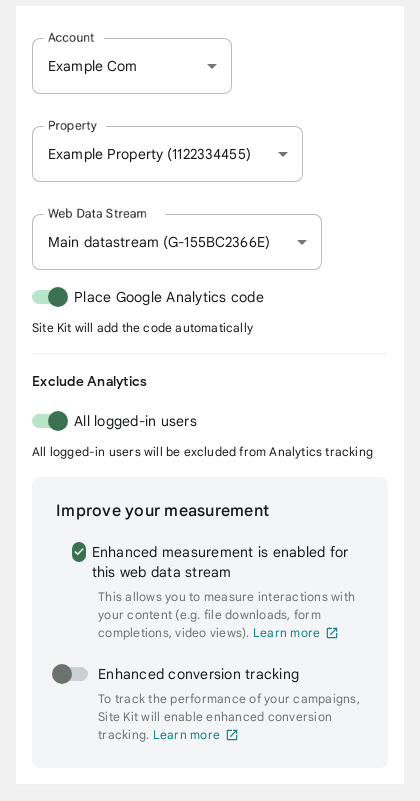 Account
Example Com
Property
Example Property (1122334455)
Web Data Stream
Main datastream (G-155BC2366E)
Place Google Analytics code
Site Kit will add the code automatically
Exclude Analytics
All logged-in users
All logged-in users will be excluded from Analytics tracking
Improve your measurement
Enhanced measurement is enabled for
this web data stream
This allows you to measure interactions with
your content (e.g. file downloads, form
completions, video views). Learn more
Enhanced conversion tracking
To track the performance of your campaigns,
Site Kit will enable enhanced conversion
tracking. Learn more